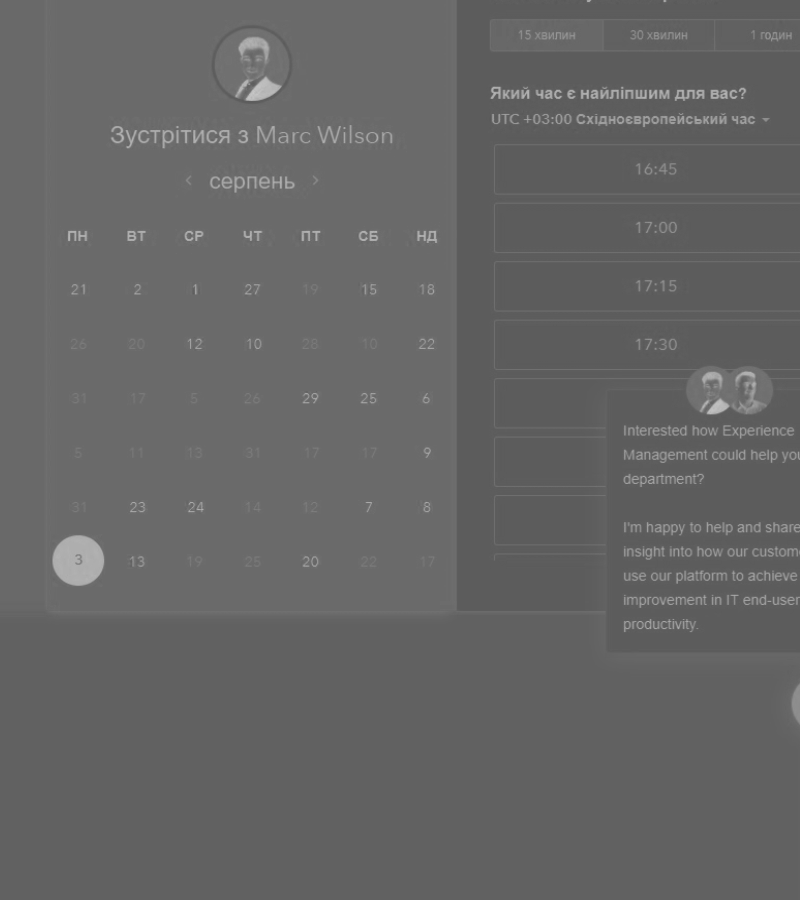 Зустрітися з Marc Wilson
серпень
ПН ВТ СР ЧТ ПТ СБ НД
21 2 1 27 19 15 18
26 20 12 10 28 10 22
31 17 5 26 29 25 6
5 11 13 31 17 17 9
31 23 24 14 12 7 8
3 13 19 25 20 22 17
15 хвилин 30 хвилин 1 годин
Який час є найліпшим для вас?
UTC +03:00 Східноєвропейський час
16:45
17:00
17:15
17:30
Interested how Experience
Management could help you
department?
I'm happy to help and share
insight into how our custome
use our platform to achieve
improvement in IT end-user
productivity.